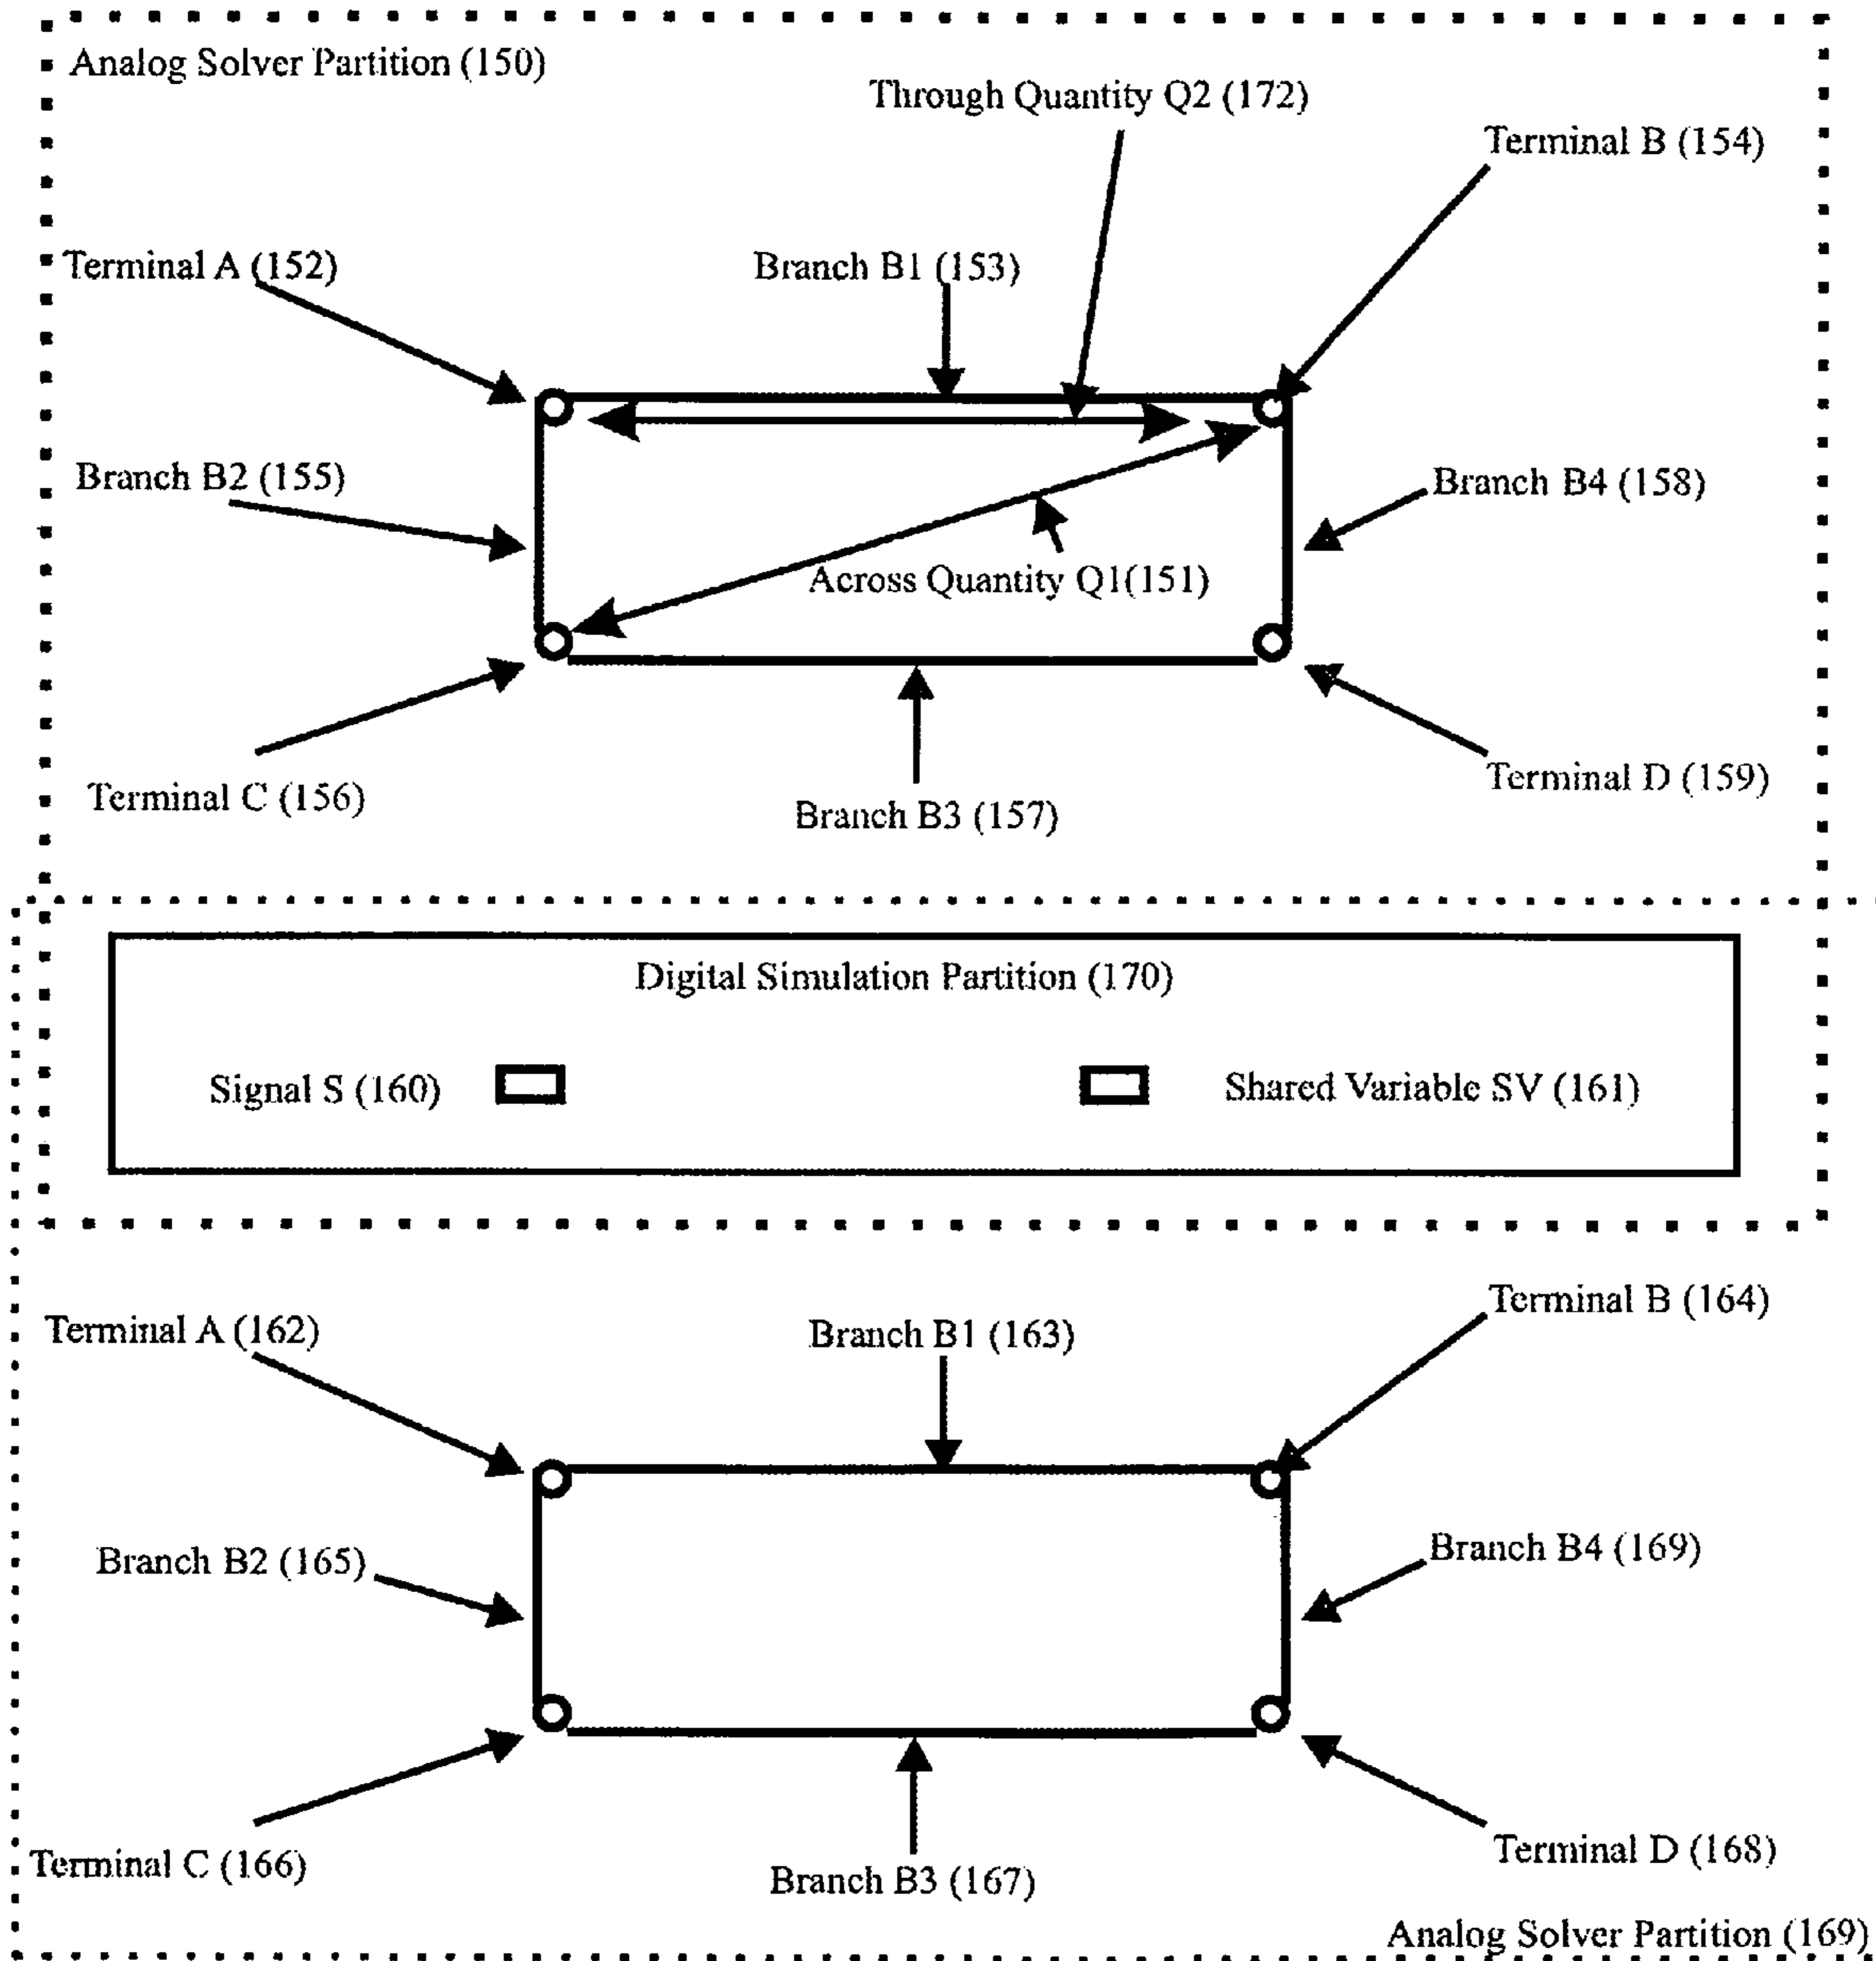 Analog Solver Partition (150)
Through Quantity Q2 (172)
Terminal B (154)
Terminal A (152)
Branch B1 (153)
Branch B2 (155)
Branch B4 (158)
Across Quantity Q1(151)
Terminal C (156)
Terminal D (159)
Branch B3 (157)
Digital Simulation Partition (170)
Signal S (160)
Shared Variable SV (161)
Terminal B (164)
Terminal A (162)
Branch B1 (163)
Branch B2 (165)
Branch B4 (169)
Terminal C (166)
Terminal D (168)
Branch B3 (167)
Analog Solver Partition (169)